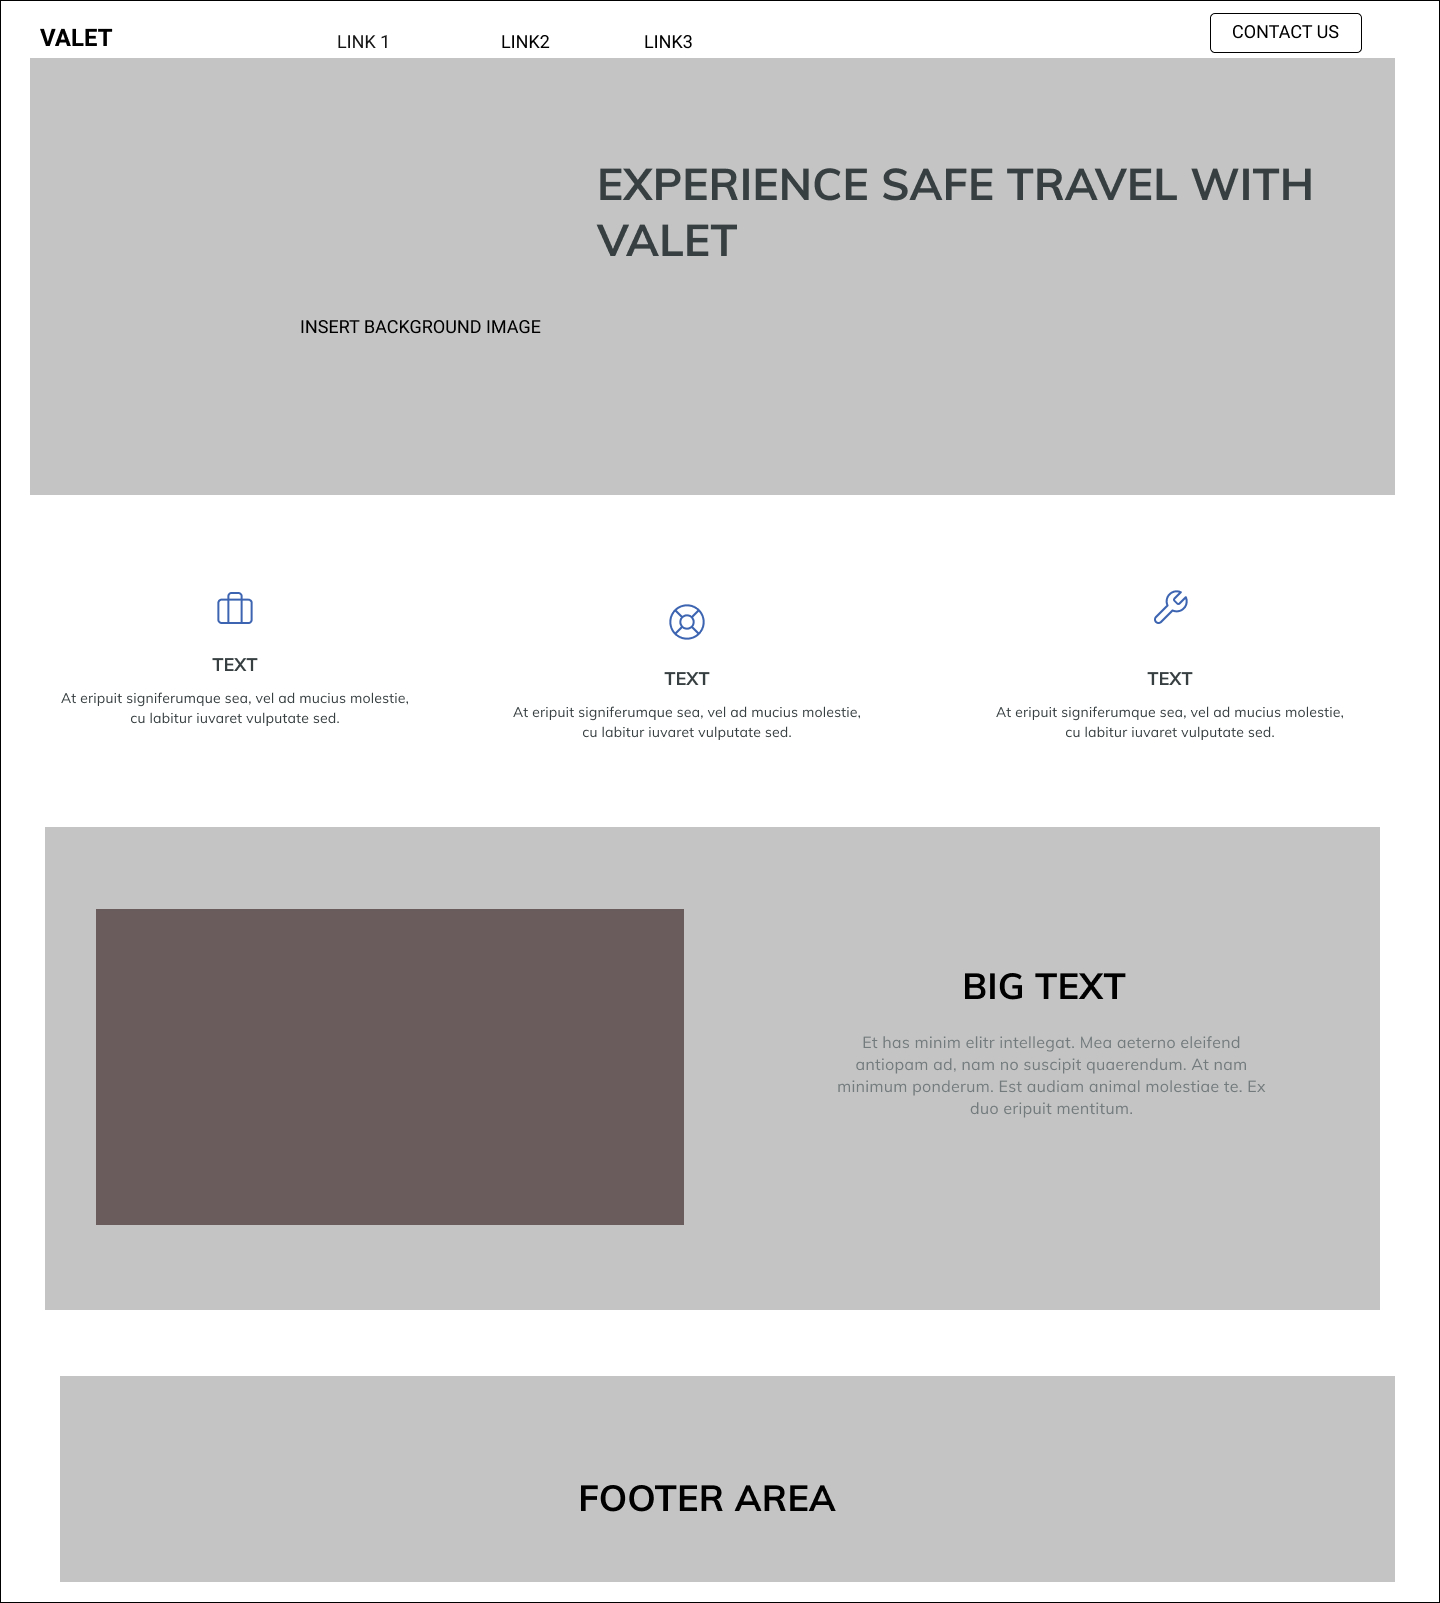 VALET
LINK 1
LINK2
LINK3
CONTACT US
EXPERIENCE SAFE TRAVEL WITH
VALET
INSERT BACKGROUND IMAGE
TEXT
At eripuit signiferumque sea, vel ad mucius molestie,
cu labitur iuvaret vulputate sed.
TEXT
At eripuit signiferumque sea, vel ad mucius molestie,
cu labitur iuvaret vulputate sed.
TEXT
At eripuit signiferumque sea, vel ad mucius molestie,
cu labitur iuvaret vulputate sed.
BIG TEXT
Et has minim elitr intellegat. Mea aeterno eleifend
antiopam ad, nam no suscipit quaerendum. At nam
minimum ponderum. Est audiam animal molestiae te. Ex
duo eripuit mentitum.
FOOTER AREA